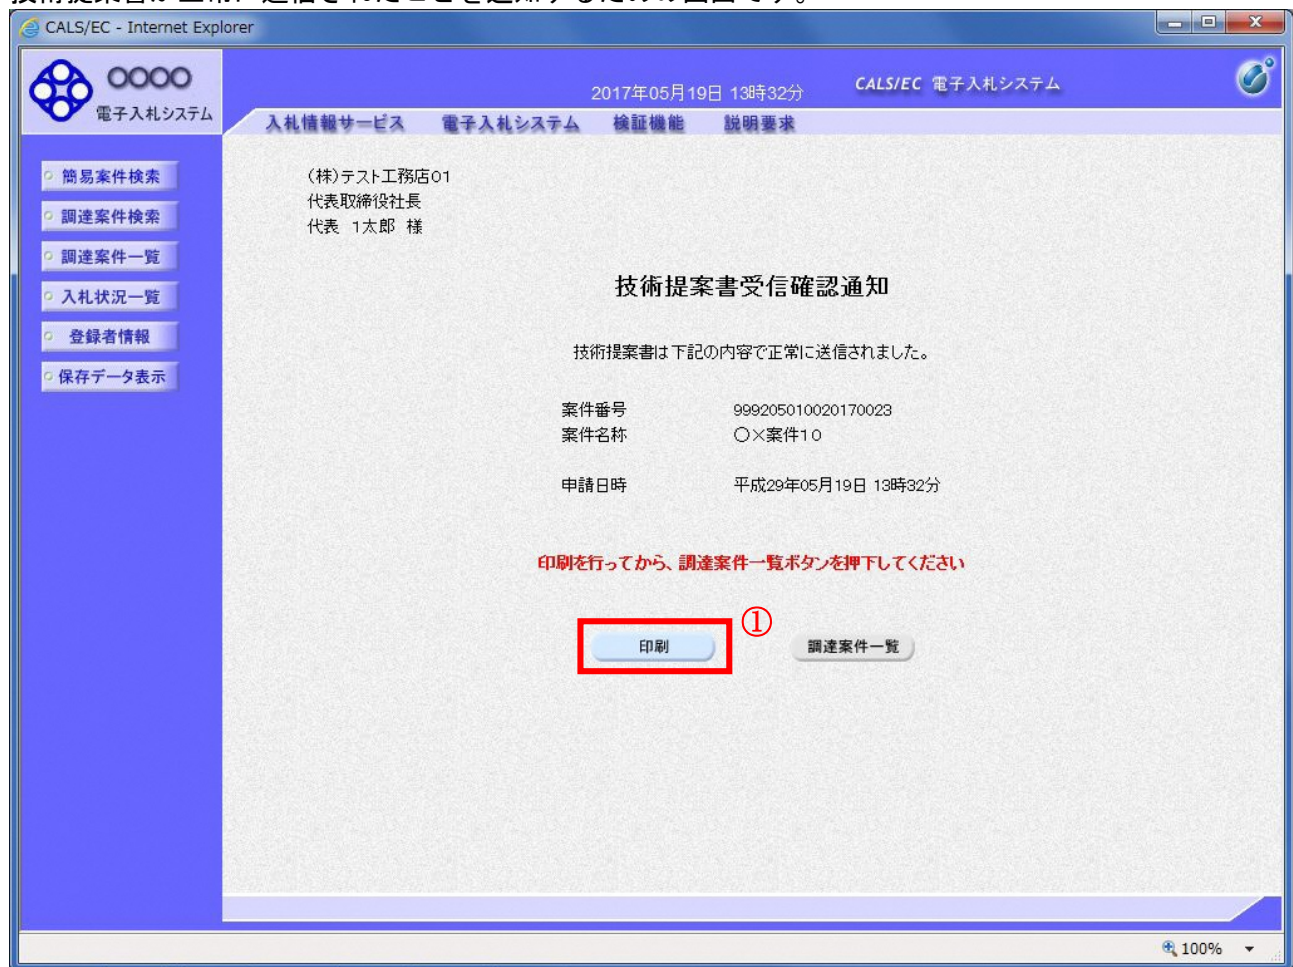 CALS/EC - Internet Explorer
〇〇〇〇
電子入札システム
2017年05月19日 13時32分
CALS/EC 電子入札システム
入札情報サービス 電子入札システム 検証機能 説明要求
簡易案件検索
調達案件検索
調達案件一覧
入札状況一覧
登録者情報
保存データ表示
(株)テスト工務店01
代表取締役社長
代表 1太郎 様
技術提案書受信確認通知
技術提案書は下記の内容で正常に送信されました。
案件番号 999205010020170023
案件名称 〇×案件10
申請日時 平成29年05月19日 13時32分
印刷を行ってから、調達案件一覧ボタンを押下してください
①
印刷
調達案件一覧
100%